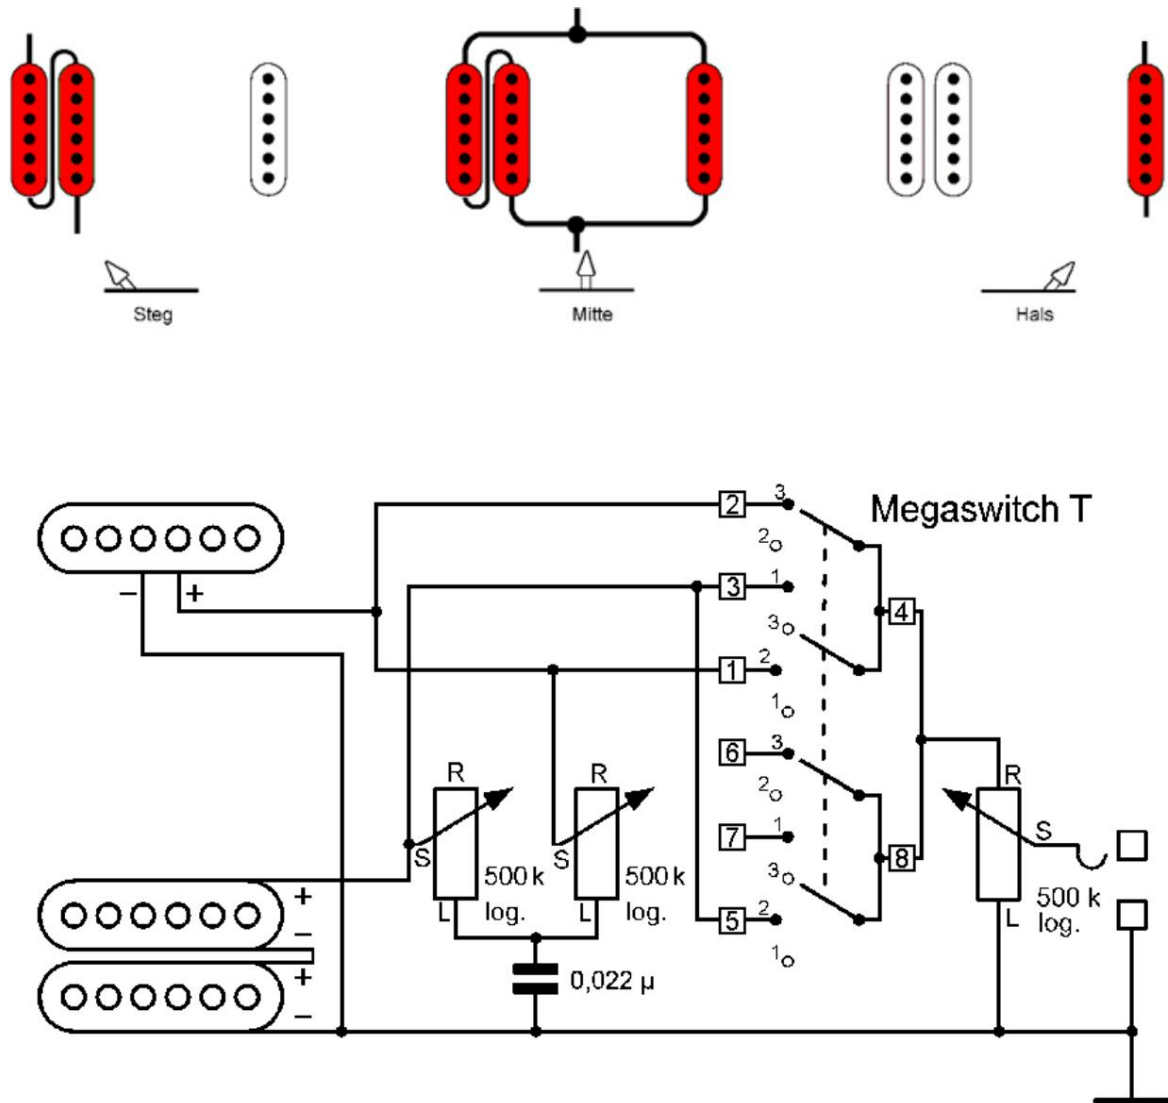 Steg Mitte Hals
2 3 Megaswitch T
2
− + 3 1
3 4
1 2
1
6 3
R R 2 R
7 1
S S 3 8 S
500 k 500 k 500 k
+ L log. L log. 5 2 L log.
−
+ 0,022 µ 1
−